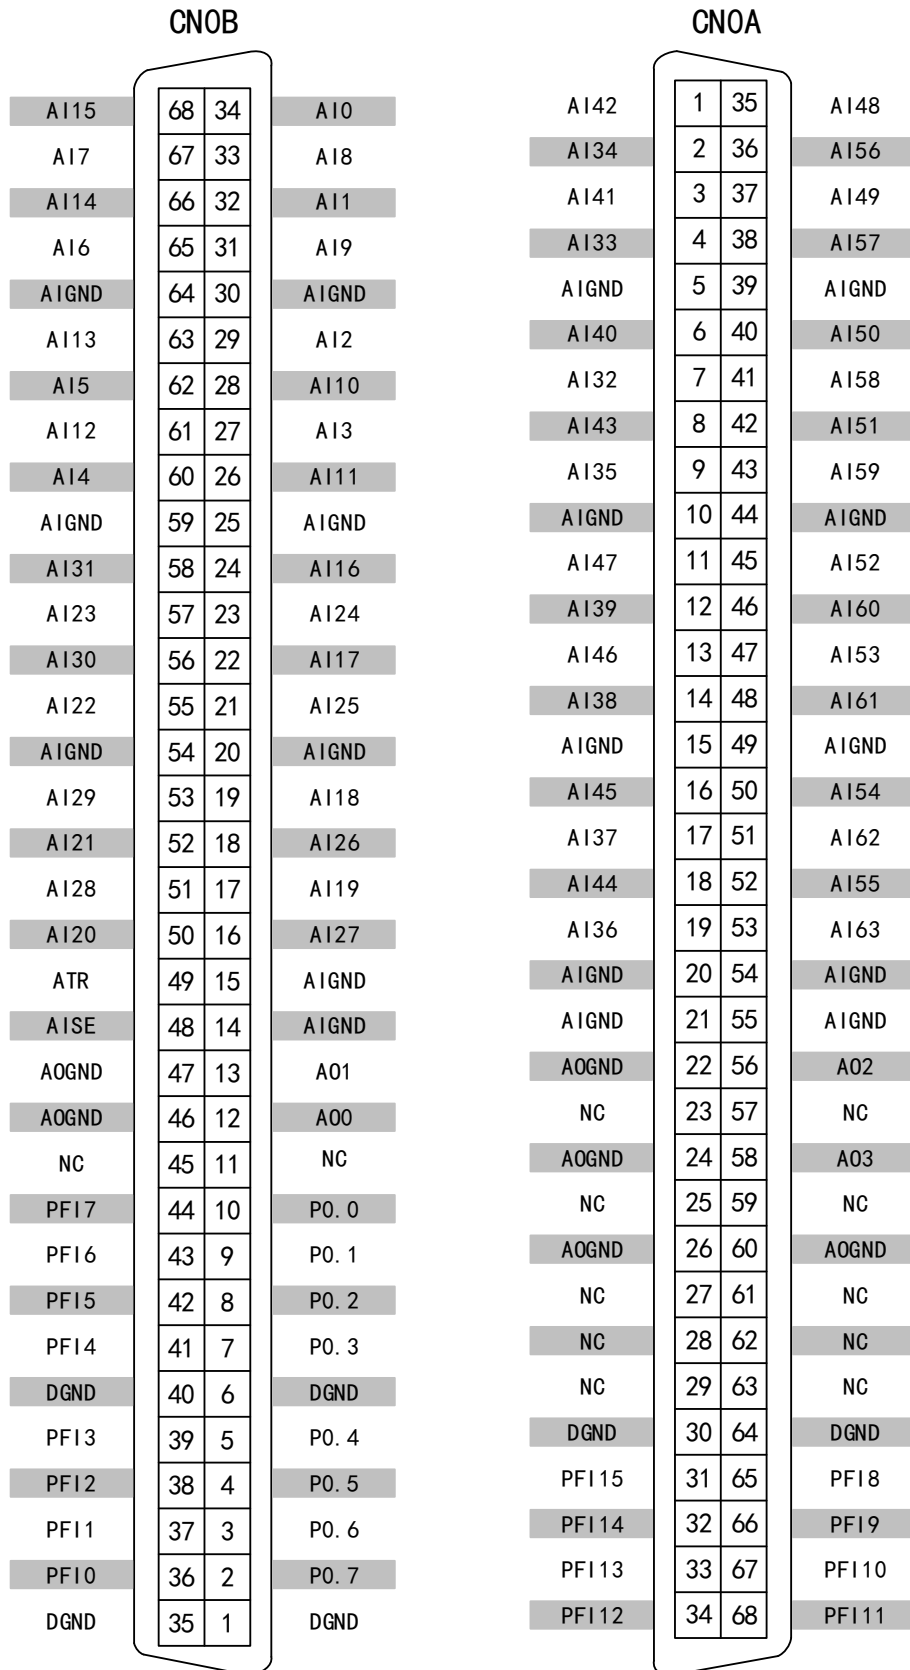 CN0B CN0A
AI15 68 34 AI0 AI42 1 35 AI48
AI7 67 33 AI8 AI34 2 36 AI56
AI14 66 32 AI1 AI41 3 37 AI49
AI6 65 31 AI9 AI33 4 38 AI57
AIGND 64 30 AIGND AIGND 5 39 AIGND
AI13 63 29 AI2 AI40 6 40 AI50
AI5 62 28 AI10 AI32 7 41 AI58
AI12 61 27 AI3 AI43 8 42 AI51
AI4 60 26 AI11 AI35 9 43 AI59
AIGND 59 25 AIGND AIGND 10 44 AIGND
AI31 58 24 AI16 AI47 11 45 AI52
AI23 57 23 AI24 AI39 12 46 AI60
AI30 56 22 AI17 AI46 13 47 AI53
AI22 55 21 AI25 AI38 14 48 AI61
AIGND 54 20 AIGND AIGND 15 49 AIGND
AI29 53 19 AI18 AI45 16 50 AI54
AI21 52 18 AI26 AI37 17 51 AI62
AI28 51 17 AI19 AI44 18 52 AI55
AI20 50 16 AI27 AI36 19 53 AI63
ATR 49 15 AIGND AIGND 20 54 AIGND
AISE 48 14 AIGND AIGND 21 55 AIGND
AOGND 47 13 AO1 AOGND 22 56 AO2
AOGND 46 12 AO0 NC 23 57 NC
NC 45 11 NC AOGND 24 58 AO3
PFI7 44 10 P0.0 NC 25 59 NC
PFI6 43 9 P0.1 AOGND 26 60 AOGND
PFI5 42 8 P0.2 NC 27 61 NC
PFI4 41 7 P0.3 NC 28 62 NC
DGND 40 6 DGND NC 29 63 NC
PFI3 39 5 P0.4 DGND 30 64 DGND
PFI2 38 4 P0.5 PFI15 31 65 PFI8
PFI1 37 3 P0.6 PFI14 32 66 PFI9
PFI0 36 2 P0.7 PFI13 33 67 PFI10
DGND 35 1 DGND PFI12 34 68 PFI11